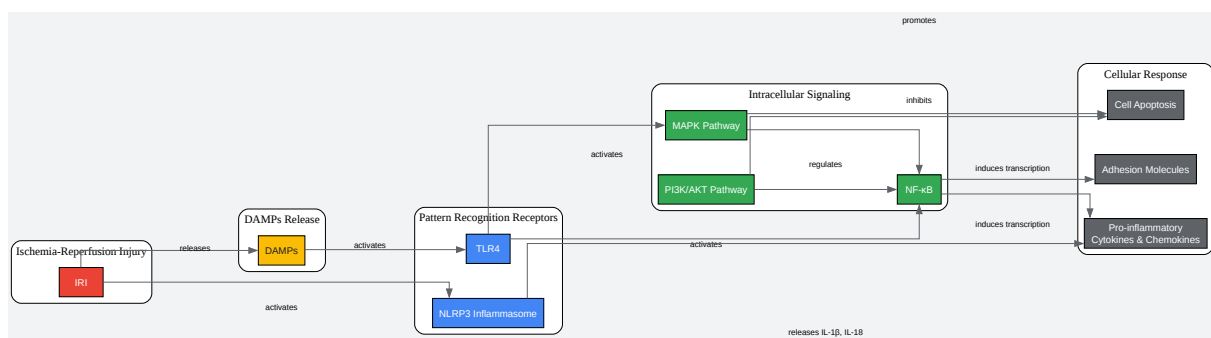 promotes
Cellular Response
Intracellular Signaling
inhibits
Cell Apoptosis
MAPK Pathway
activates
regulates
induces transcription
Adhesion Molecules
PI3K/AKT Pathway
NF-κB
DAMPs Release
Pattern Recognition Receptors
induces transcription
Pro-inflammatory
Cytokines & Chemokines
Ischemia-Reperfusion Injury
releases
DAMPs
activates
TLR4
activates
IRI
activates
NLRP3 Inflammasome
releases IL-1β, IL-18